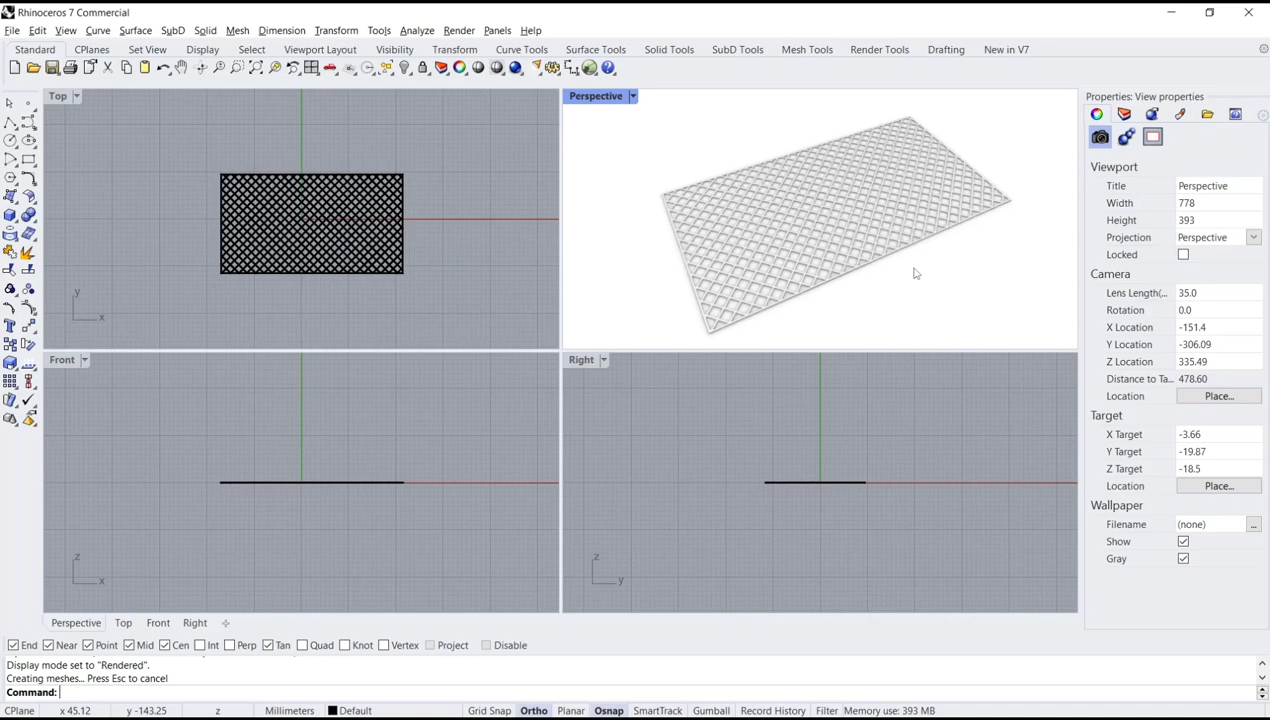 Rhinoceros 7 Commercial
File Edit View Curve Surface SubD Solid Mesh Dimension Transform Tools Analyze Render Panels Help
Standard CPlanes Set View Display Select Viewport Layout Visibility Transform Curve Tools Surface Tools Solid Tools SubD Tools Mesh Tools Render Tools Drafting New in V7
Top
Perspective
Front
Right
y
x
z
x
z
y
Perspective Top Front Right
Properties: View properties
Viewport
Title Perspective
Width 778
Height 393
Projection Perspective
Locked
Camera
Lens Length(... 35.0
Rotation 0.0
X Location -151.4
Y Location -306.09
Z Location 335.49
Distance to Ta... 478.60
Location Place...
Target
X Target -3.66
Y Target -19.87
Z Target -18.5
Location Place...
Wallpaper
Filename (none) ...
Show
Gray
End Near Point Mid Cen Int Perp Tan Quad Knot Vertex Project Disable
Display mode set to "Rendered".
Creating meshes... Press Esc to cancel
Command:
CPlane x 45.12 y -143.25 z Millimeters Default Grid Snap Ortho Planar Osnap SmartTrack Gumball Record History Filter Memory use: 393 MB